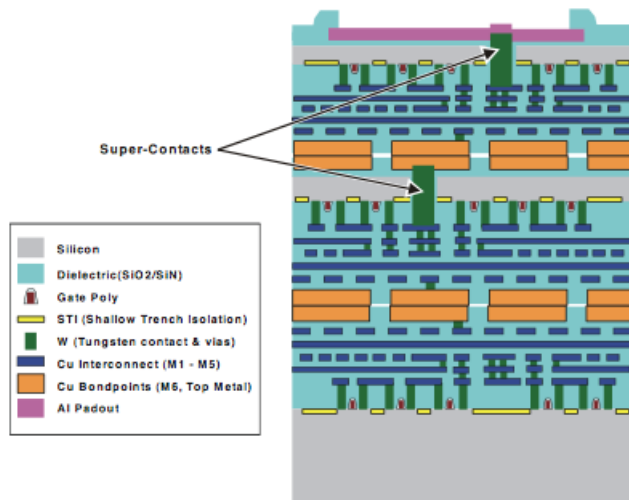 Super-Contacts
Silicon
Dielectric(SiO2/SiN)
Gate Poly
STI (Shallow Trench Isolation)
W (Tungsten contact & vias)
Cu Interconnect (M1 - M5)
Cu Bondpoints (M6, Top Metal)
Al Padout